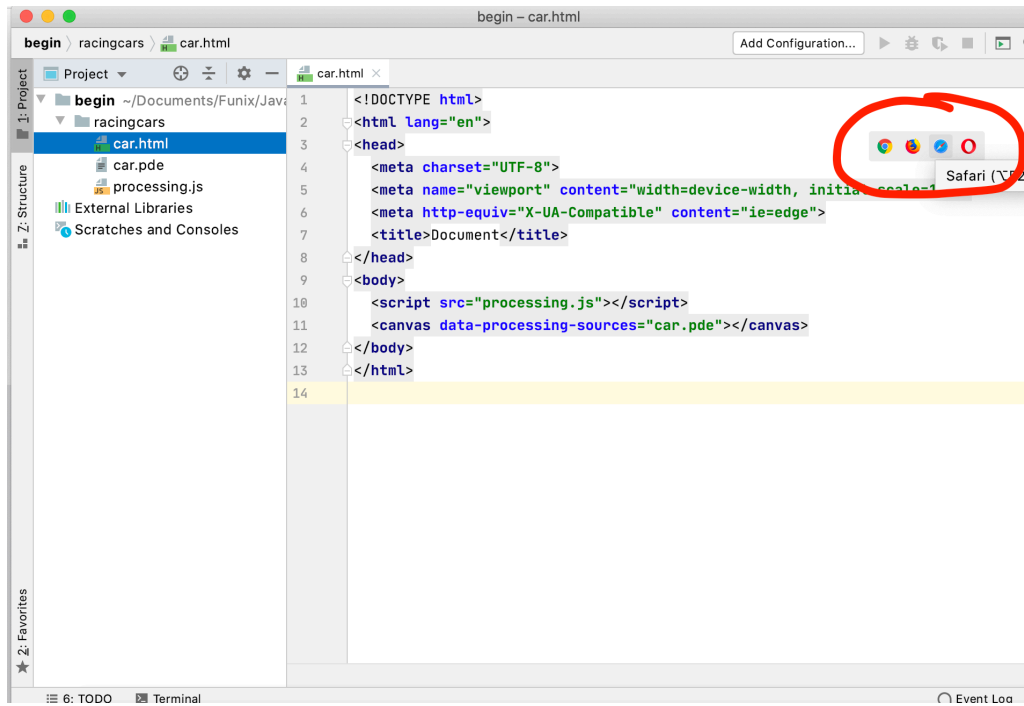 begin – car.html
begin racingcars car.html
Add Configuration...
1: Project
Project
car.html
begin ~/Documents/Funix/Java
racingcars
car.html
car.pde
processing.js
External Libraries
Scratches and Consoles
Z: Structure
2: Favorites
1 <!DOCTYPE html>
2 <html lang="en">
3 <head>
4 <meta charset="UTF-8">
5 <meta name="viewport" content="width=device-width, initial-scale=1
6 <meta http-equiv="X-UA-Compatible" content="ie=edge">
7 <title>Document</title>
8 </head>
9 <body>
10 <script src="processing.js"></script>
11 <canvas data-processing-sources="car.pde"></canvas>
12 </body>
13 </html>
14
Safari (⌥F2
6: TODO
Terminal
Event Log